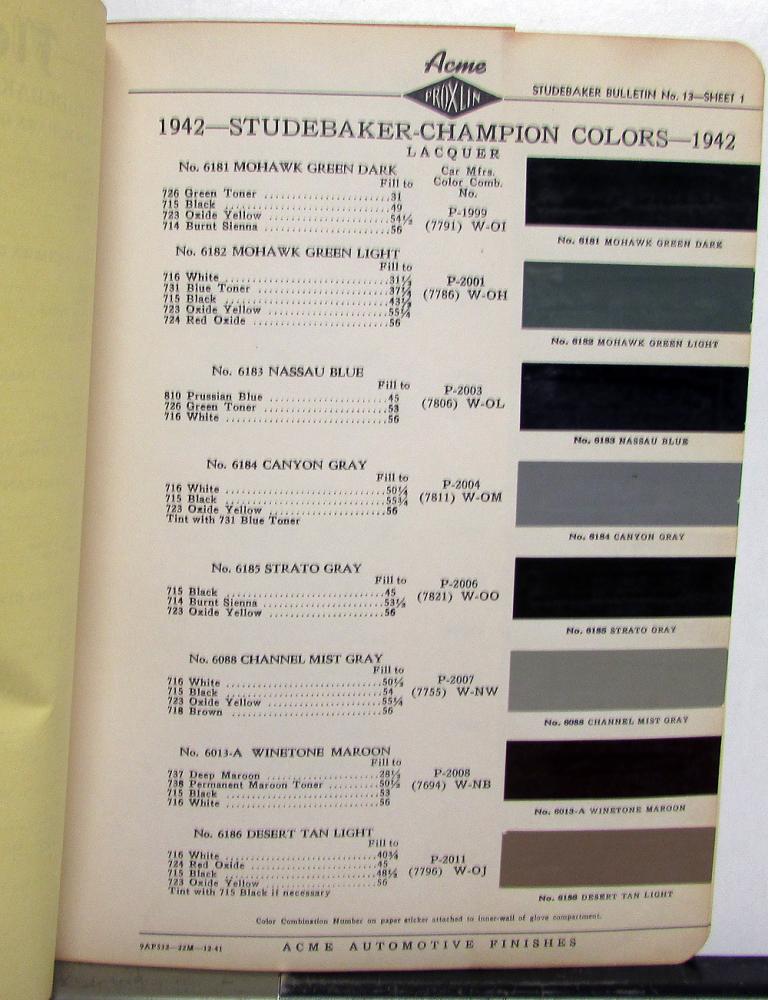 Acme
PROXLIN
STUDEBAKER BULLETIN No. 13—SHEET 1
1942—STUDEBAKER-CHAMPION COLORS—1942
LACQUER
No. 6181 MOHAWK GREEN DARK
Fill to
726 Green Toner ........................31
715 Black ........................49
723 Oxide Yellow ........................54½
714 Burnt Sienna ........................56
Car Mfrs.
Color Comb.
No.
P-1999
(7791) W-OI
No. 6181 MOHAWK GREEN DARK
No. 6182 MOHAWK GREEN LIGHT
Fill to
716 White ........................31½
731 Blue Toner ........................37½
715 Black ........................43½
723 Oxide Yellow ........................55¼
724 Red Oxide ........................56
P-2001
(7786) W-OH
No. 6182 MOHAWK GREEN LIGHT
No. 6183 NASSAU BLUE
Fill to
810 Prussian Blue ........................45
726 Green Toner ........................53
716 White ........................56
P-2003
(7806) W-OL
No. 6183 NASSAU BLUE
No. 6184 CANYON GRAY
Fill to
716 White ........................50¼
715 Black ........................55¾
723 Oxide Yellow ........................56
Tint with 731 Blue Toner
P-2004
(7811) W-OM
No. 6184 CANYON GRAY
No. 6185 STRATO GRAY
Fill to
715 Black ........................45
714 Burnt Sienna ........................53½
723 Oxide Yellow ........................56
P-2006
(7821) W-OO
No. 6185 STRATO GRAY
No. 6088 CHANNEL MIST GRAY
Fill to
716 White ........................50½
715 Black ........................54
723 Oxide Yellow ........................55¼
718 Brown ........................56
P-2007
(7755) W-NW
No. 6088 CHANNEL MIST GRAY
No. 6013-A WINETONE MAROON
Fill to
737 Deep Maroon ........................28½
738 Permanent Maroon Toner ..........50½
715 Black ........................53
716 White ........................56
P-2008
(7694) W-NB
No. 6013-A WINETONE MAROON
No. 6186 DESERT TAN LIGHT
Fill to
716 White ........................40¾
724 Red Oxide ........................45
715 Black ........................48½
723 Oxide Yellow ........................56
Tint with 715 Black if necessary
P-2011
(7796) W-OJ
No. 6186 DESERT TAN LIGHT
Color Combination Number on paper sticker attached to inner-wall of glove compartment.
9AP532—22M—12-41
ACME AUTOMOTIVE FINISHES